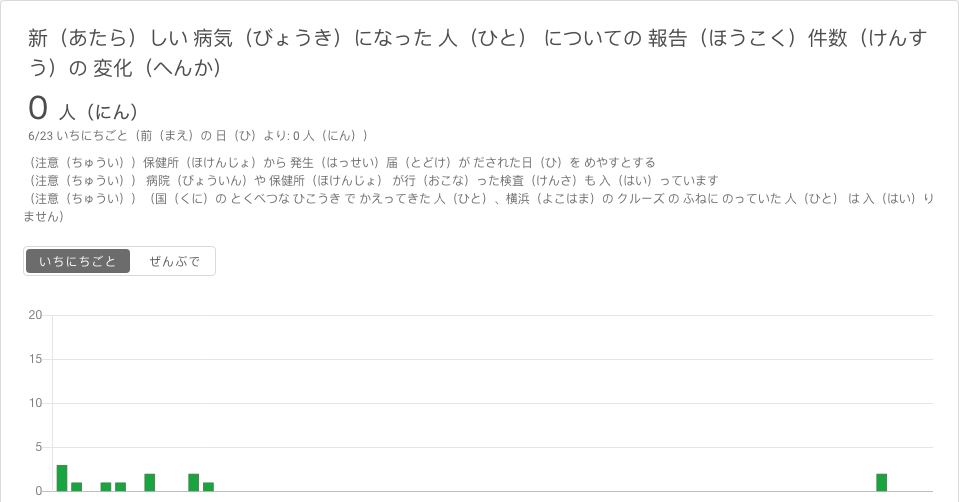 新（あたら）しい 病気（びょうき）になった 人（ひと） についての 報告（ほうこく）件数（けんす
う）の 変化（へんか）
0 人（にん）
6/23 いちにちごと（前（まえ）の 日（ひ）より: 0 人（にん））
（注意（ちゅうい））保健所（ほけんじょ）から 発生（はっせい）届（とどけ）が だされた日（ひ）を めやすとする
（注意（ちゅうい）） 病院（びょういん）や 保健所（ほけんじょ） が行（おこな）った検査（けんさ）も 入（はい）っています
（注意（ちゅうい））（国（くに）の とくべつな ひこうき で かえってきた 人（ひと）、横浜（よこはま）の クルーズ の ふねに のっていた 人（ひと） は 入（はい）り
ません）
いちにちごと ぜんぶで
20
15
10
5
0